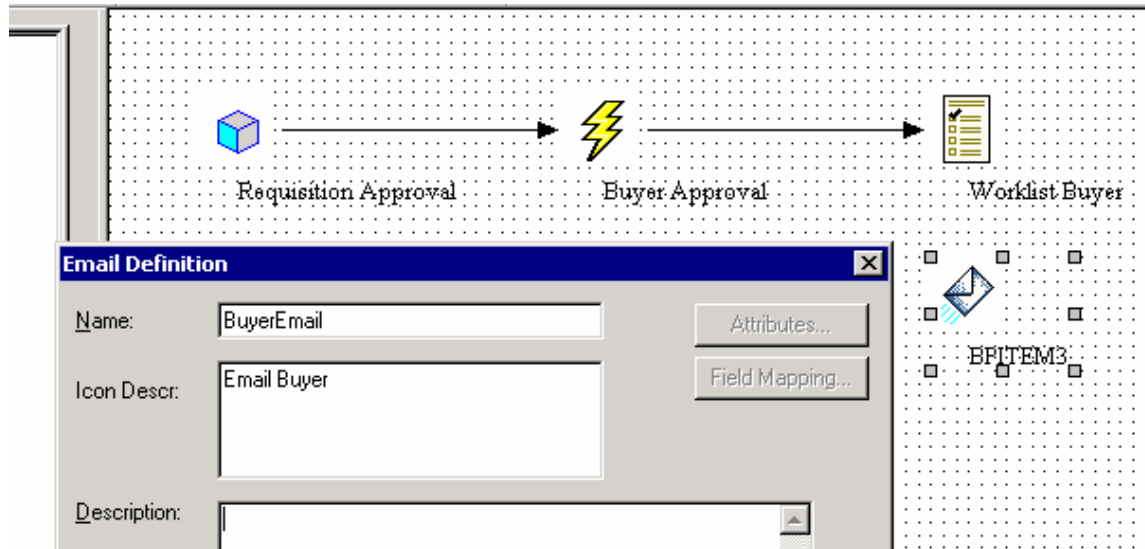 Requisition Approval
Buyer Approval
Worklist Buyer
BPITEM3
Email Definition
Name:
BuyerEmail
Attributes...
Icon Descr:
Email Buyer
Field Mapping...
Description: